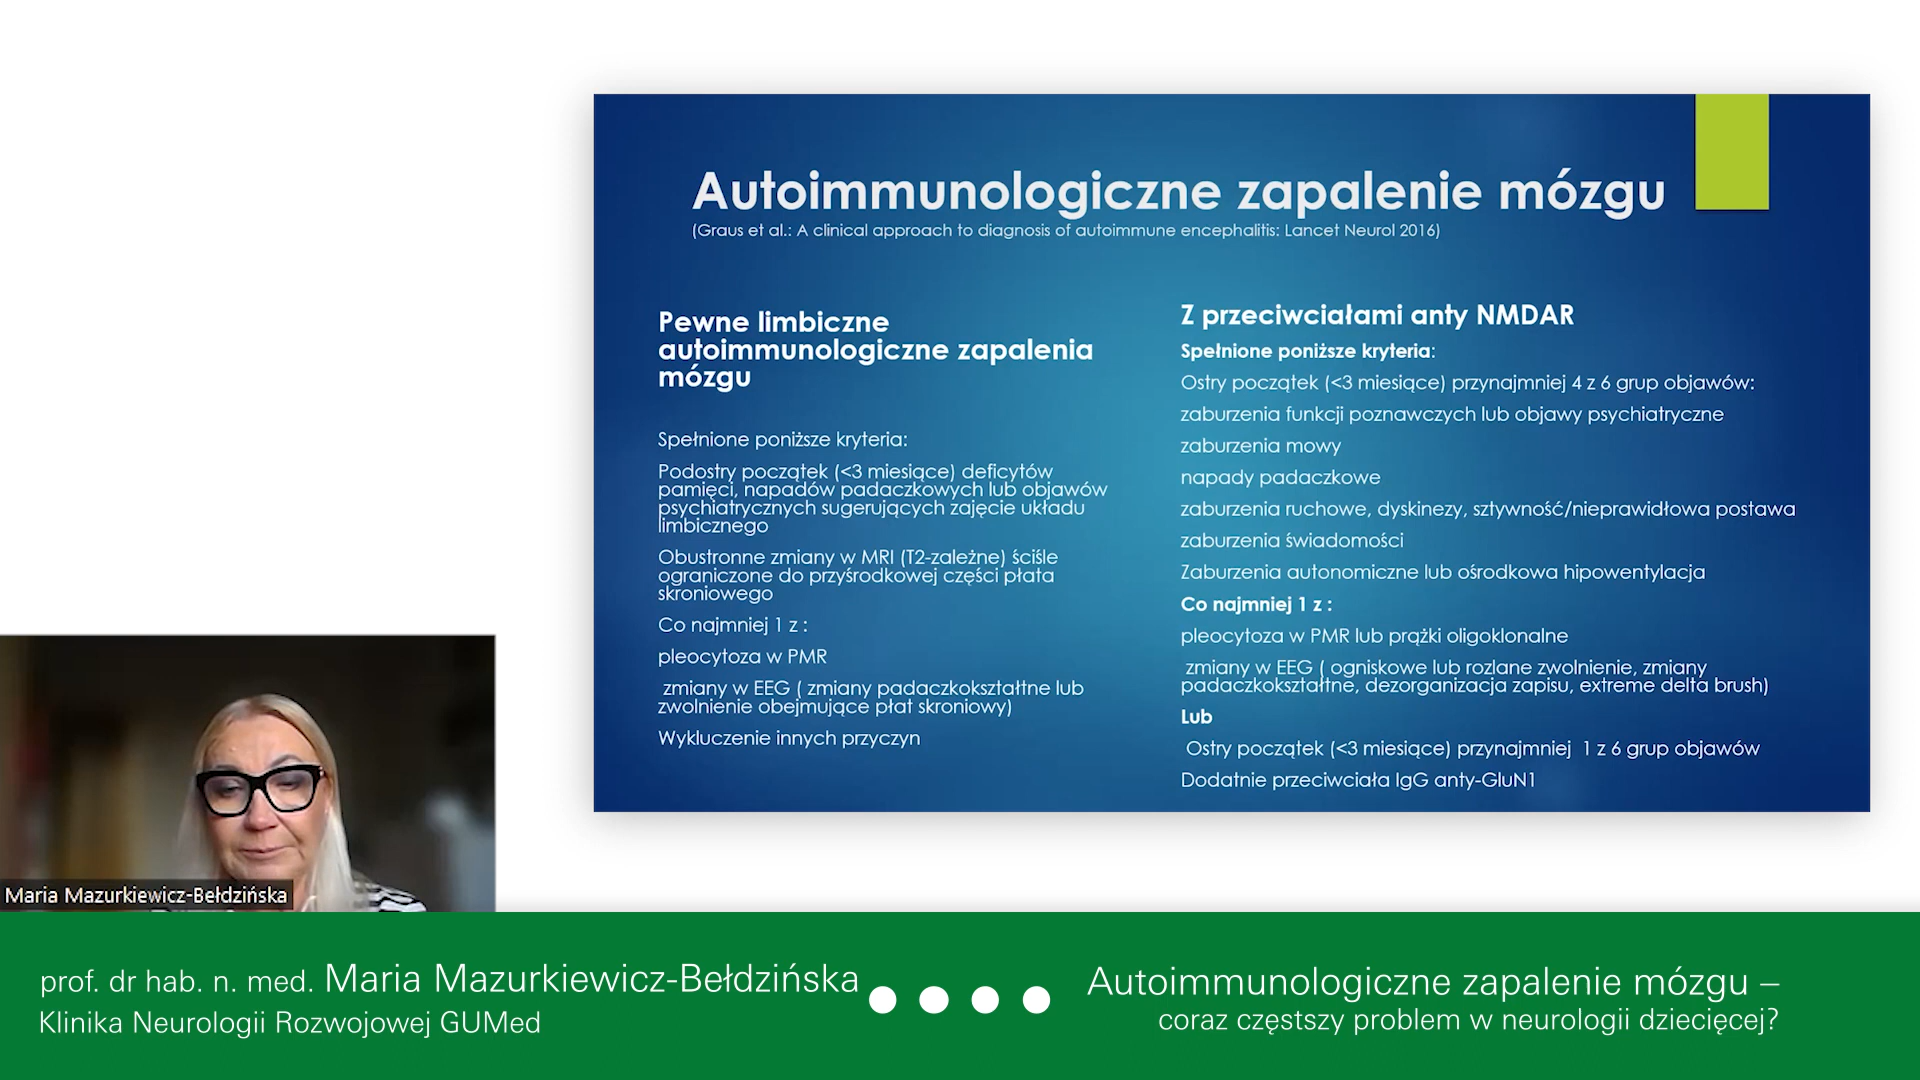 Autoimmunologiczne zapalenie mózgu
(Graus et al.: A clinical approach to diagnosis of autoimmune encephalitis: Lancet Neurol 2016)
Pewne limbiczne
autoimmunologiczne zapalenia
mózgu
Spełnione poniższe kryteria:
Podostry początek (<3 miesiące) deficytów
pamięci, napadów padaczkowych lub objawów
psychiatrycznych sugerujących zajęcie układu
limbicznego
Obustronne zmiany w MRI (T2-zależne) ściśle
ograniczone do przyśrodkowej części płata
skroniowego
Co najmniej 1 z :
pleocytoza w PMR
zmiany w EEG ( zmiany padaczkokształtne lub
zwolnienie obejmujące płat skroniowy)
Wykluczenie innych przyczyn
Z przeciwciałami anty NMDAR
Spełnione poniższe kryteria:
Ostry początek (<3 miesiące) przynajmniej 4 z 6 grup objawów:
zaburzenia funkcji poznawczych lub objawy psychiatryczne
zaburzenia mowy
napady padaczkowe
zaburzenia ruchowe, dyskinezy, sztywność/nieprawidłowa postawa
zaburzenia świadomości
Zaburzenia autonomiczne lub ośrodkowa hipowentylacja
Co najmniej 1 z :
pleocytoza w PMR lub prążki oligoklonalne
zmiany w EEG ( ogniskowe lub rozlane zwolnienie, zmiany
padaczkokształtne, dezorganizacja zapisu, extreme delta brush)
Lub
Ostry początek (<3 miesiące) przynajmniej 1 z 6 grup objawów
Dodatnie przeciwciała IgG anty-GluN1
Maria Mazurkiewicz-Bełdzińska
prof. dr hab. n. med. Maria Mazurkiewicz-Bełdzińska
Klinika Neurologii Rozwojowej GUMed
Autoimmunologiczne zapalenie mózgu –
coraz częstszy problem w neurologii dziecięcej?